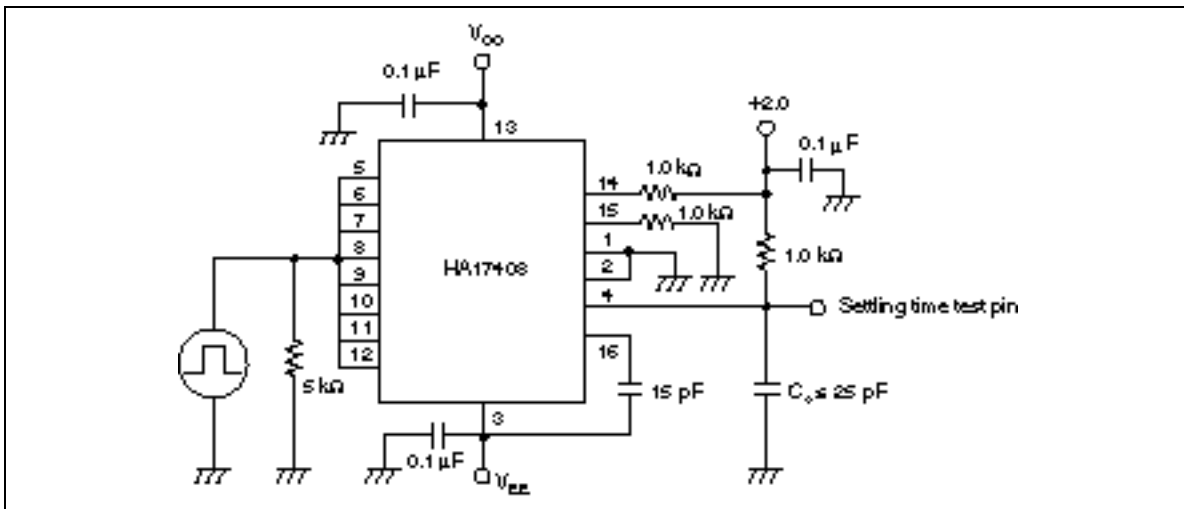 V_CC
0.1 µF
13
+2.0
0.1 µF
5
6
7
8
9
10
11
12
HA17408
14
1.0 kΩ
15
1.0 kΩ
1
2
4
16
1.0 kΩ
Settling time test pin
5 kΩ
15 pF
C_o ≤ 25 pF
3
0.1 µF
V_EE